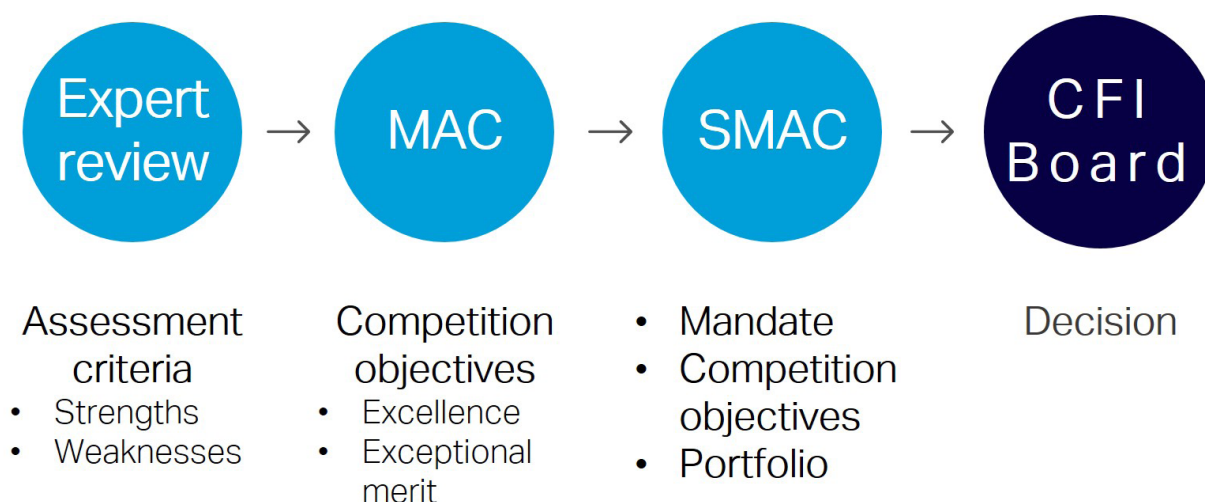 Expert
review
→
MAC
→
SMAC
→
CFI
Board
Assessment
criteria
• Strengths
• Weaknesses
Competition
objectives
• Excellence
• Exceptional
merit
• Mandate
• Competition
objectives
• Portfolio
Decision